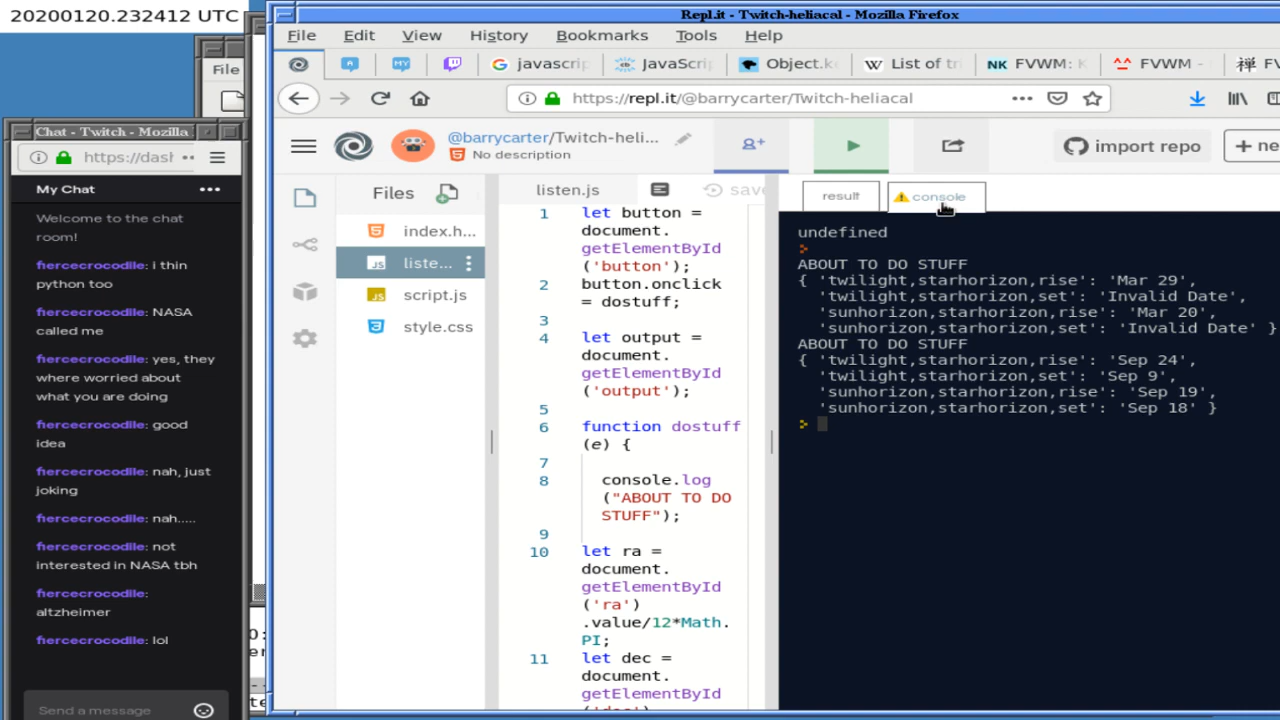 20200120.232412 UTC
Repl.it - Twitch-heliacal - Mozilla Firefox
File Edit View History Bookmarks Tools Help
javascrip JavaScri Object.k List of tr NK FVWM: K FVWM - 禅 FV
https://repl.it/@barrycarter/Twitch-heliacal
@barrycarter/Twitch-heli...
No description
import repo
+ ne
File
Chat - Twitch - Mozilla
https://dasl
My Chat
Welcome to the chat
room!
fiercecrocodile: i thin
python too
fiercecrocodile: NASA
called me
fiercecrocodile: yes, they
where worried about
what you are doing
fiercecrocodile: good
idea
fiercecrocodile: nah, just
joking
fiercecrocodile: nah.....
fiercecrocodile: not
interested in NASA tbh
fiercecrocodile:
altzheimer
fiercecrocodile: lol
Send a message
Files
index.h...
liste...
script.js
style.css
listen.js
save
1 let button =
document.
getElementById
('button');
2 button.onclick
= dostuff;
3
4 let output =
document.
getElementById
('output');
5
6 function dostuff
(e) {
7
8 console.log
("ABOUT TO DO
STUFF");
9
10 let ra =
document.
getElementById
('ra')
.value/12*Math.
PI;
11 let dec =
document.
getElementById
result
console
undefined
>
ABOUT TO DO STUFF
{ 'twilight,starhorizon,rise': 'Mar 29',
'twilight,starhorizon,set': 'Invalid Date',
'sunhorizon,starhorizon,rise': 'Mar 20',
'sunhorizon,starhorizon,set': 'Invalid Date' }
ABOUT TO DO STUFF
{ 'twilight,starhorizon,rise': 'Sep 24',
'twilight,starhorizon,set': 'Sep 9',
'sunhorizon,starhorizon,rise': 'Sep 19',
'sunhorizon,starhorizon,set': 'Sep 18' }
>